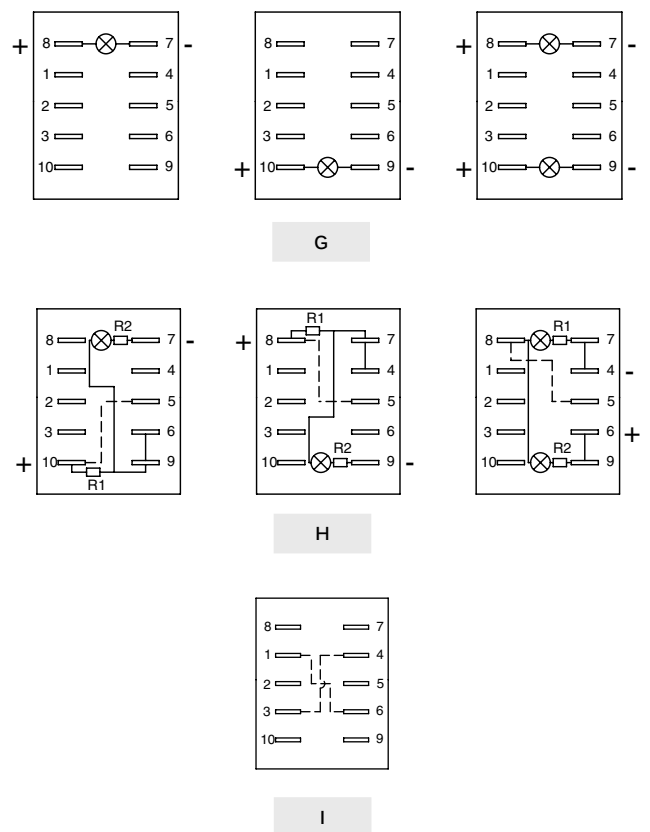 + 8 7 - 8 7 + 8 7 -
1 4 1 4 1 4
2 5 2 5 2 5
3 6 3 6 3 6
10 9 + 10 9 - + 10 9 -
G
R2 R1 R1
8 7 - + 8 7 8 7
1 4 1 4 1 4 -
2 5 2 5 2 5
3 6 3 6 3 6 +
R2 R2
+ 10 9 10 9 - 10 9
R1
H
8 7
1 4
2 5
3 6
10 9
I